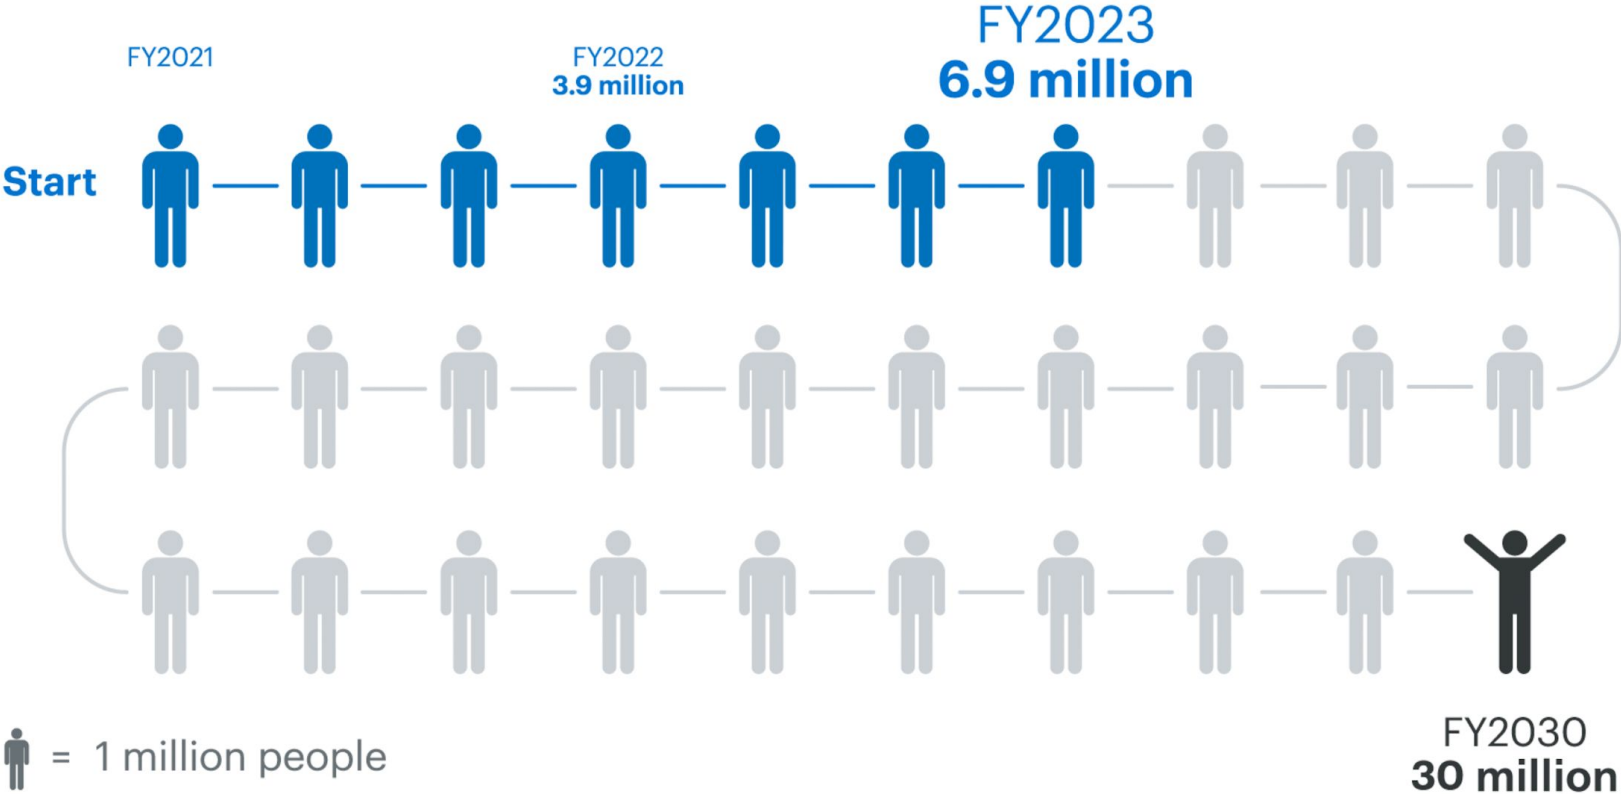 FY2021
FY2022
3.9 million
FY2023
6.9 million
Start
= 1 million people
FY2030
30 million